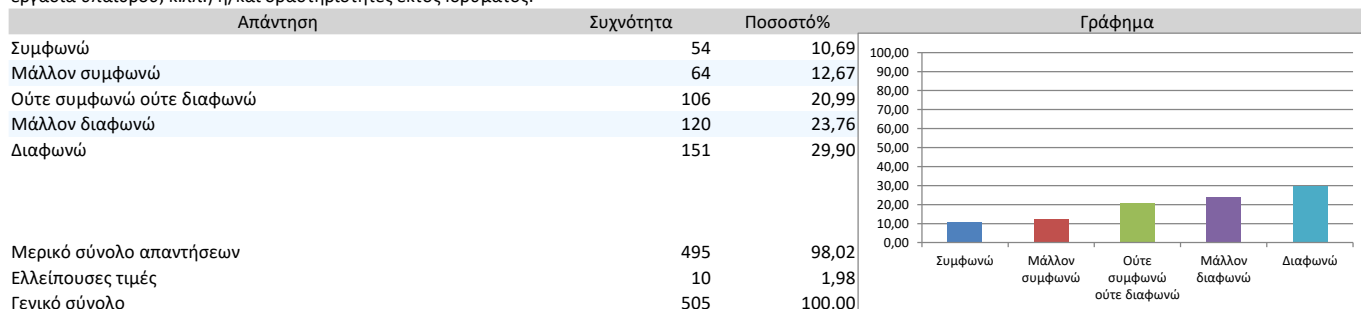 Απάντηση Συχνότητα Ποσοστό% Γράφημα
Συμφωνώ 54 10,69
Μάλλον συμφωνώ 64 12,67
Ούτε συμφωνώ ούτε διαφωνώ 106 20,99
Μάλλον διαφωνώ 120 23,76
Διαφωνώ 151 29,90
Μερικό σύνολο απαντήσεων 495 98,02
Ελλείπουσες τιμές 10 1,98
Γενικό σύνολο 505 100,00
100,00
90,00
80,00
70,00
60,00
50,00
40,00
30,00
20,00
10,00
0,00
Συμφωνώ Μάλλον Ούτε Μάλλον Διαφωνώ
συμφωνώ συμφωνώ διαφωνώ
ούτε διαφωνώ